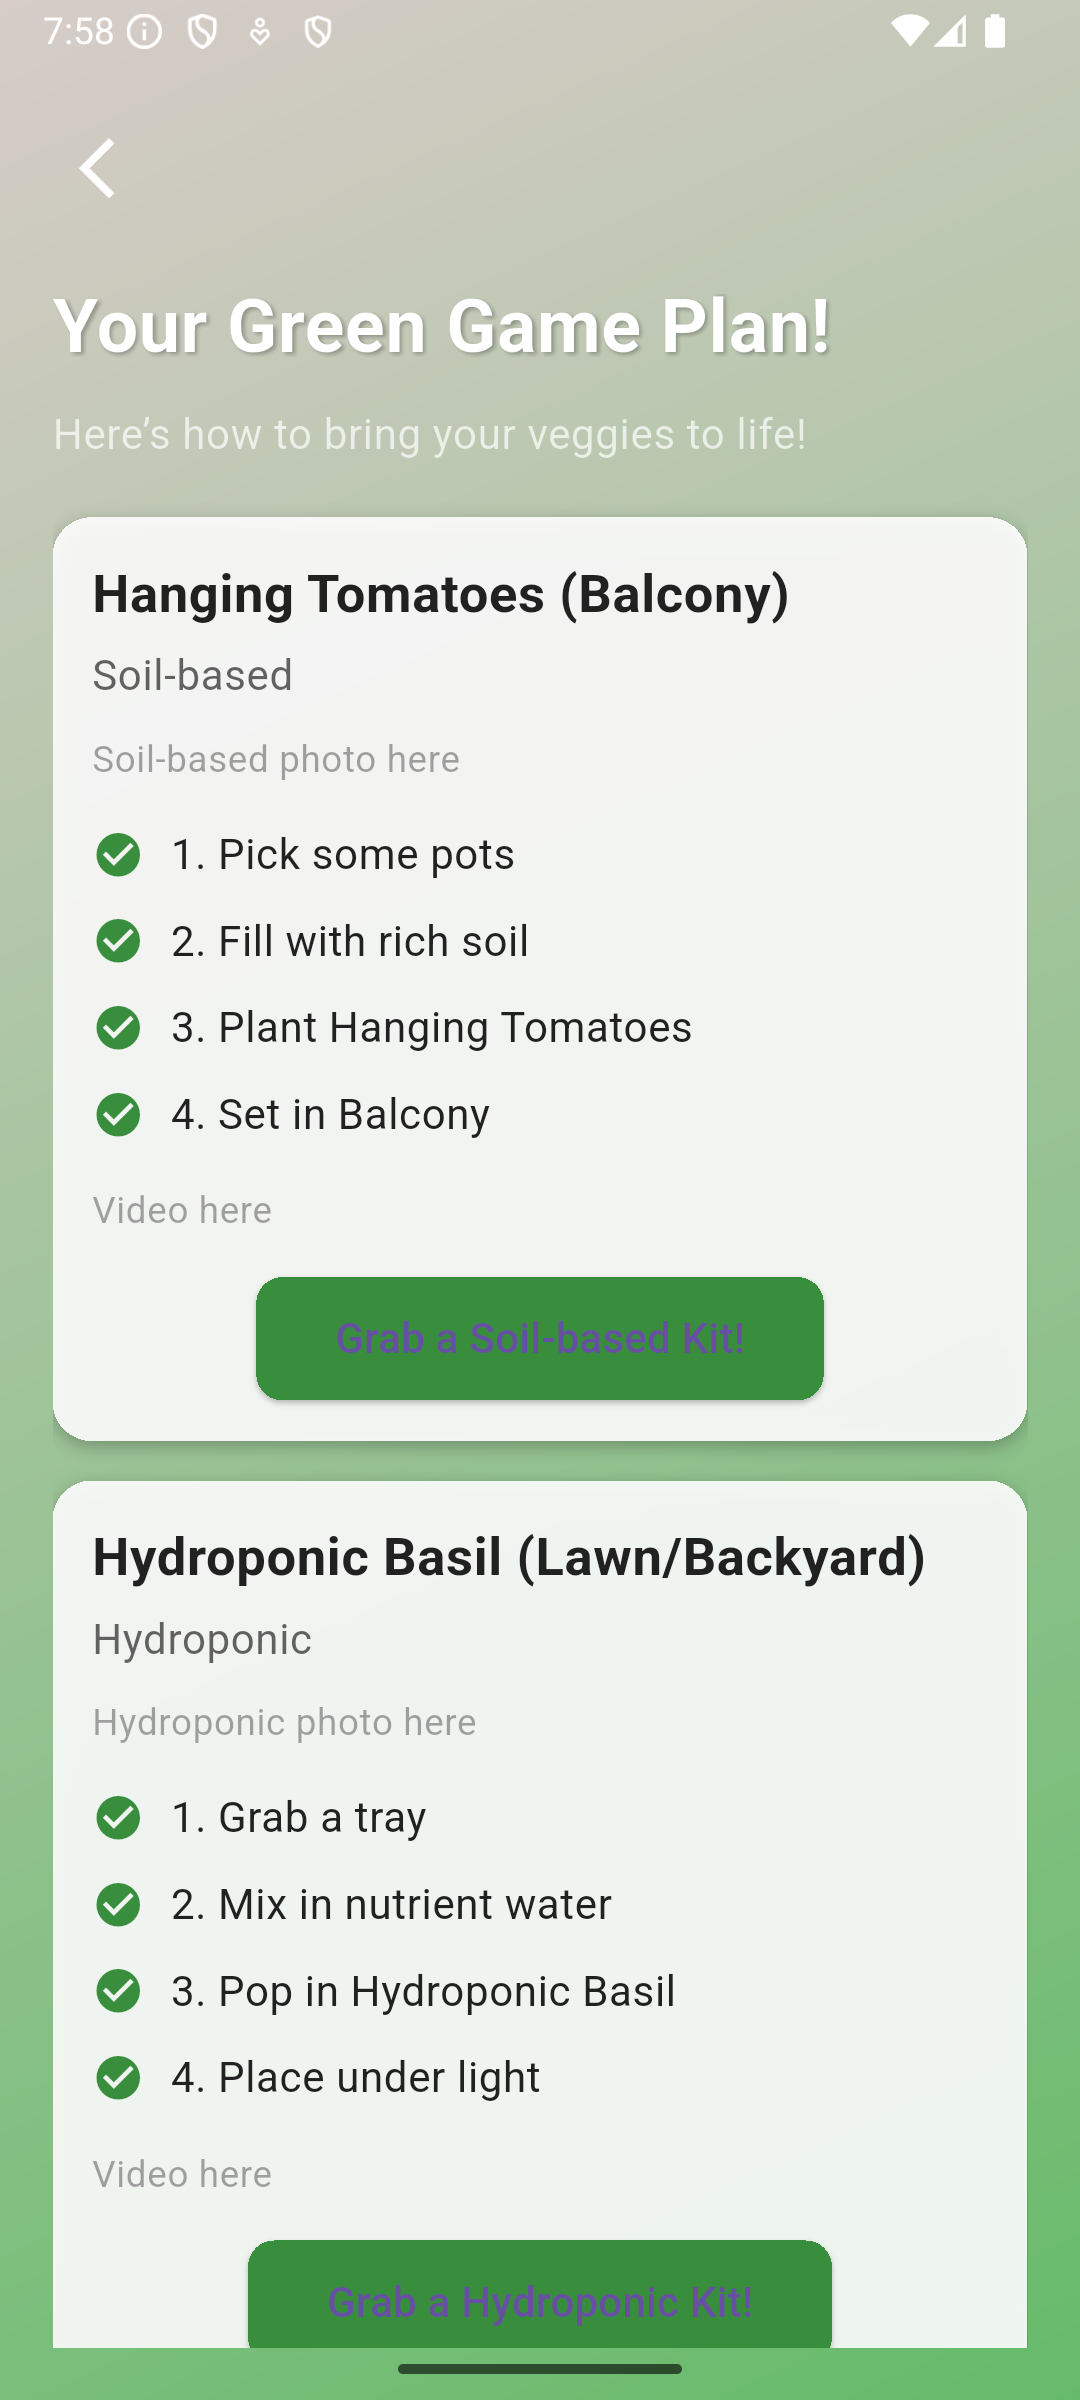 7:58
Your Green Game Plan!
Here’s how to bring your veggies to life!
Hanging Tomatoes (Balcony)
Soil-based
Soil-based photo here
1. Pick some pots
2. Fill with rich soil
3. Plant Hanging Tomatoes
4. Set in Balcony
Video here
Grab a Soil-based Kit!
Hydroponic Basil (Lawn/Backyard)
Hydroponic
Hydroponic photo here
1. Grab a tray
2. Mix in nutrient water
3. Pop in Hydroponic Basil
4. Place under light
Video here
Grab a Hydroponic Kit!